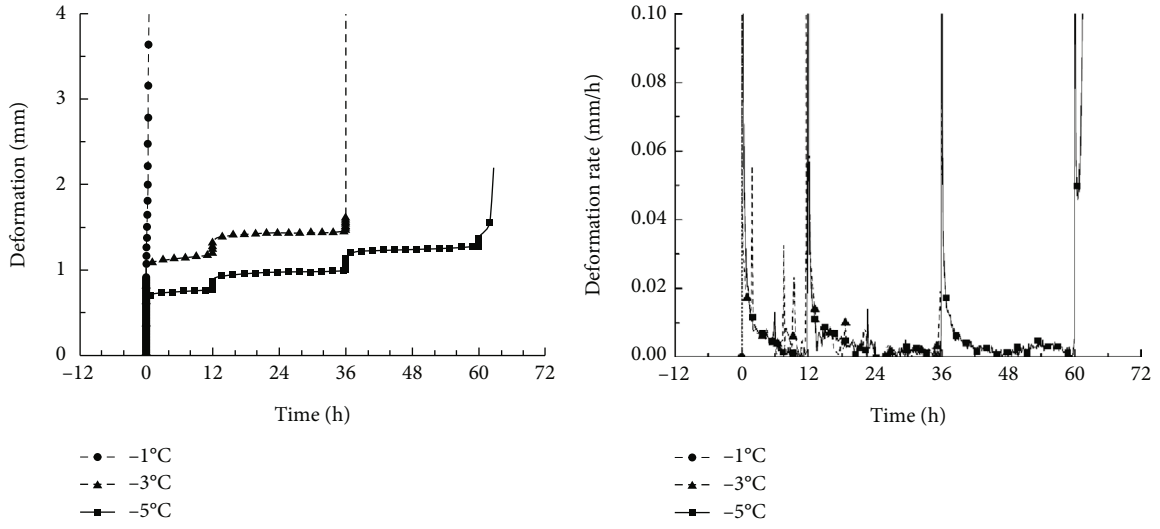 4
3
2
1
0
Deformation (mm)
–12 0 12 24 36 48 60 72
Time (h)
–1°C
–3°C
–5°C
0.10
0.08
0.06
0.04
0.02
0.00
Deformation rate (mm/h)
–12 0 12 24 36 48 60 72
Time (h)
–1°C
–3°C
–5°C